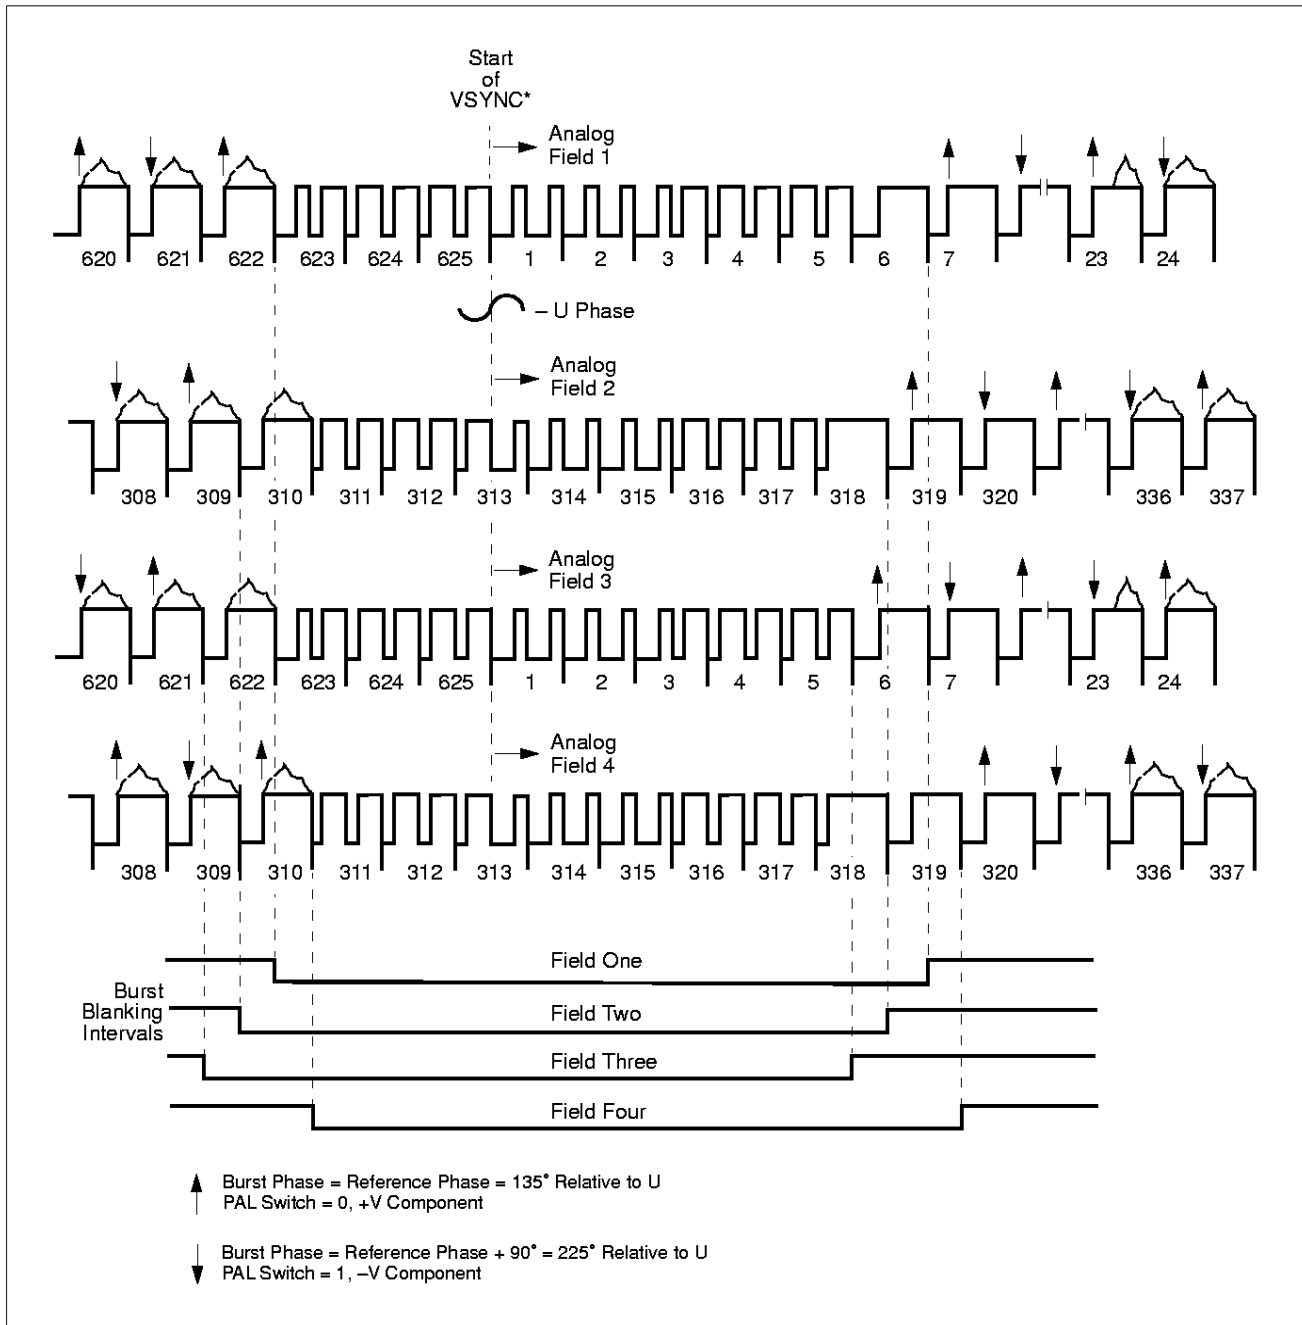 Start
of
VSYNC*
Analog
Field 1
620 621 622 623 624 625 1 2 3 4 5 6 7 23 24
– U Phase
Analog
Field 2
308 309 310 311 312 313 314 315 316 317 318 319 320 336 337
Analog
Field 3
620 621 622 623 624 625 1 2 3 4 5 6 7 23 24
Analog
Field 4
308 309 310 311 312 313 314 315 316 317 318 319 320 336 337
Field One
Burst
Blanking
Intervals
Field Two
Field Three
Field Four
Burst Phase = Reference Phase = 135° Relative to U
PAL Switch = 0, +V Component
Burst Phase = Reference Phase + 90° = 225° Relative to U
PAL Switch = 1, –V Component